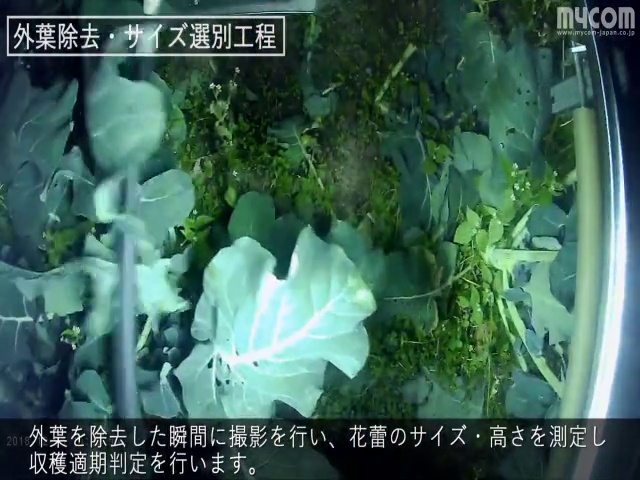 mycom
www.mycom-japan.co.jp
外葉除去・サイズ選別工程
2018
外葉を除去した瞬間に撮影を行い、花蕾のサイズ・高さを測定し
収穫適期判定を行います。